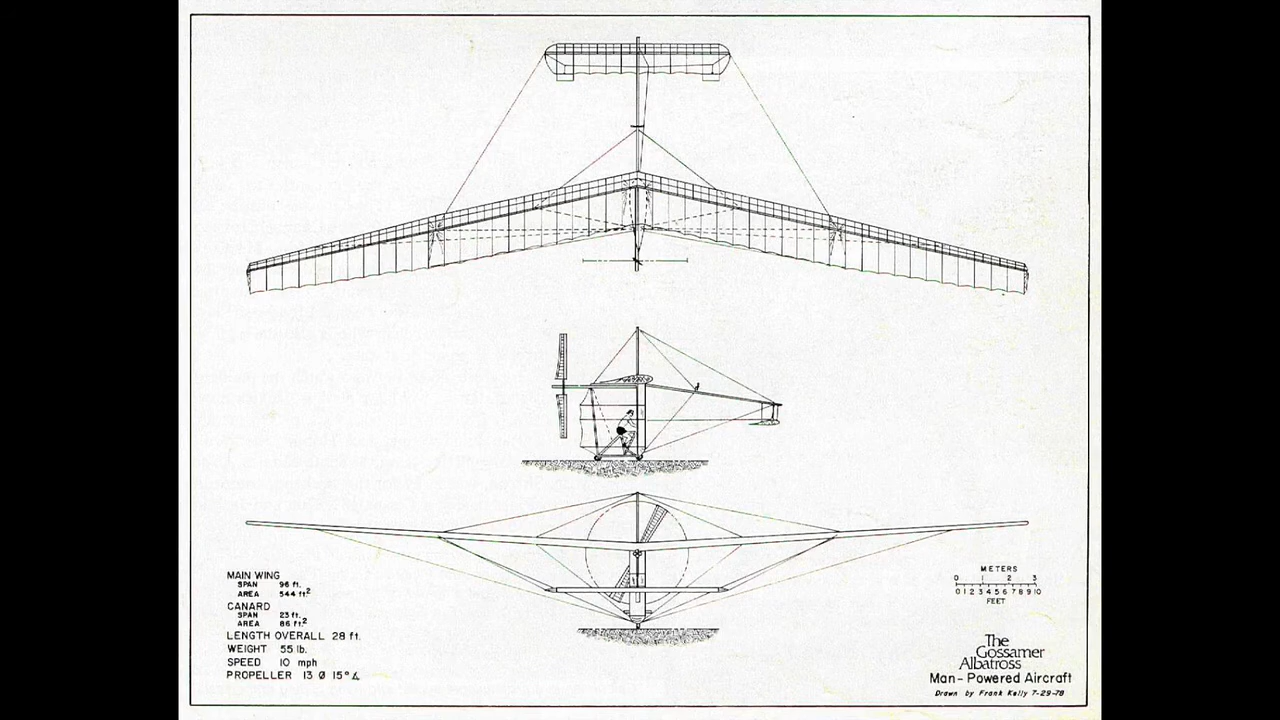 MAIN WING
SPAN 96 ft.
AREA 544 ft²
CANARD
SPAN 23 ft.
AREA 86 ft.²
LENGTH OVERALL 28 ft.
WEIGHT 55 lb.
SPEED 10 mph
PROPELLER 13 Ø 15° ∡
METERS
0 1 2 3
0 1 2 3 4 5 6 7 8 9 10
FEET
The
Gossamer
Albatross
Man-Powered Aircraft
Drawn by Frank Kelly 7-29-78